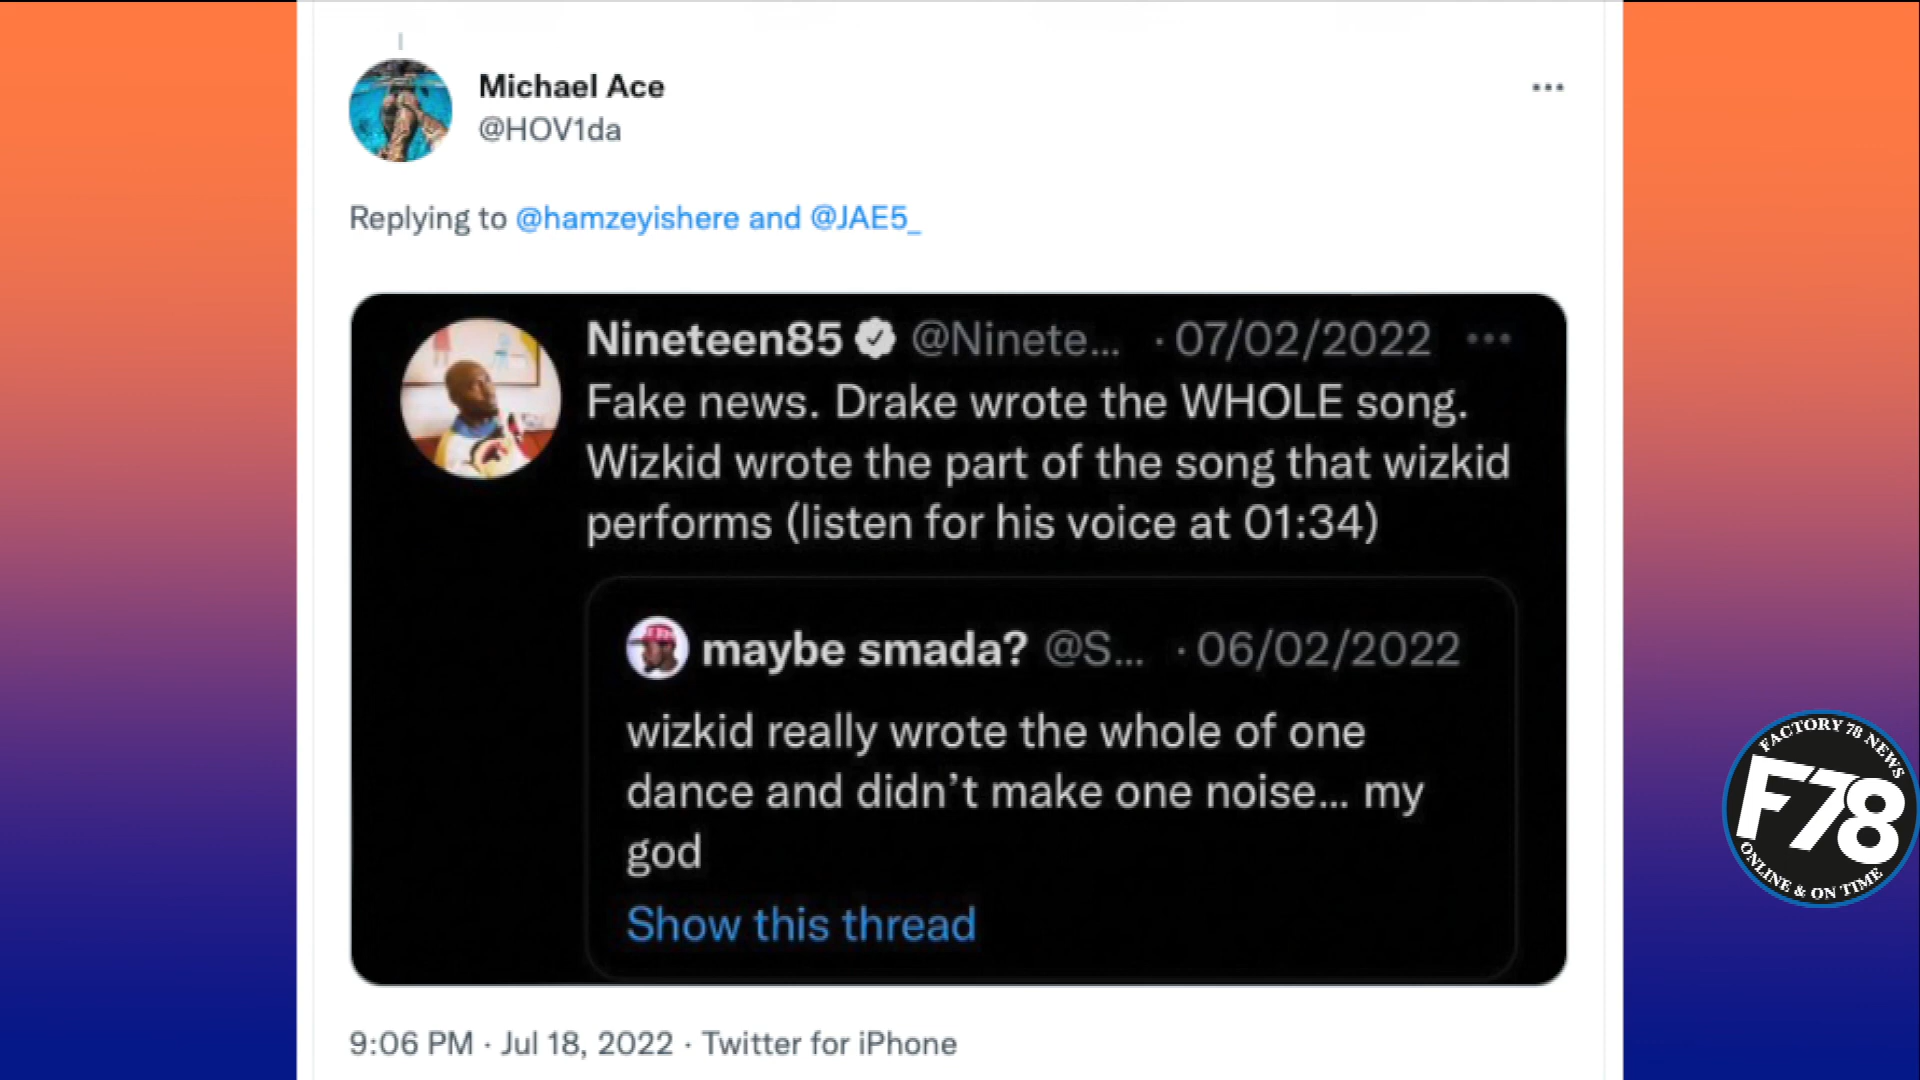 Michael Ace
@HOV1da
Replying to @hamzeyishere and @JAE5_
Nineteen85 @Ninete... · 07/02/2022
Fake news. Drake wrote the WHOLE song.
Wizkid wrote the part of the song that wizkid
performs (listen for his voice at 01:34)
maybe smada? @S... · 06/02/2022
wizkid really wrote the whole of one
dance and didn't make one noise... my
god
Show this thread
9:06 PM · Jul 18, 2022 · Twitter for iPhone
FACTORY 78 NEWS
F78
ONLINE & ON TIME